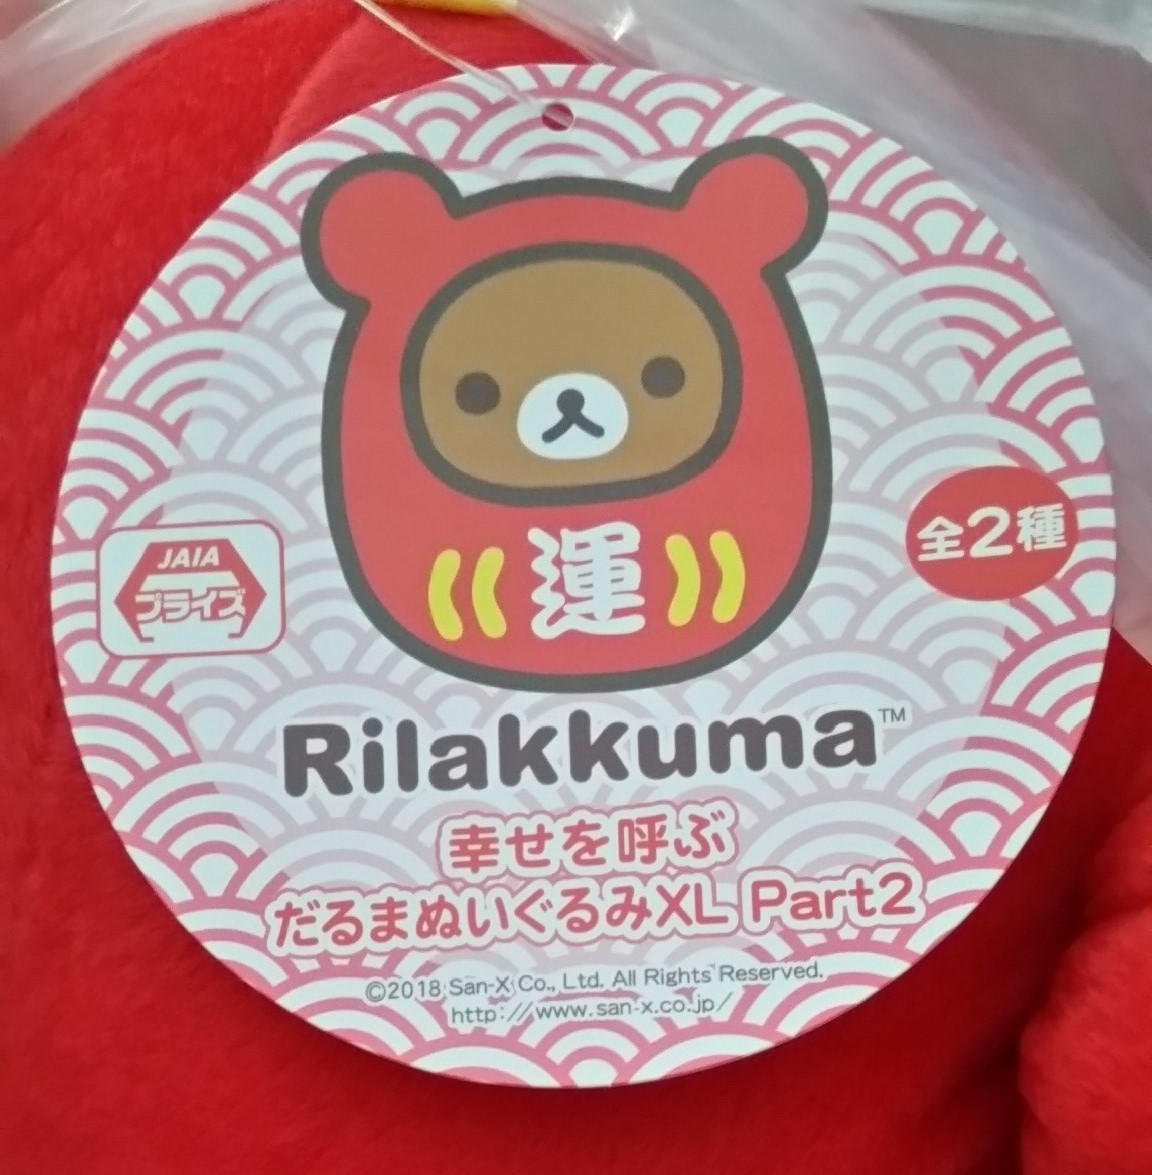 全2種
運
JAIA
プライズ
Rilakkuma™
幸せを呼ぶ
だるまぬいぐるみXL Part2
©2018 San-X Co., Ltd. All Rights Reserved.
http://www.san-x.co.jp/